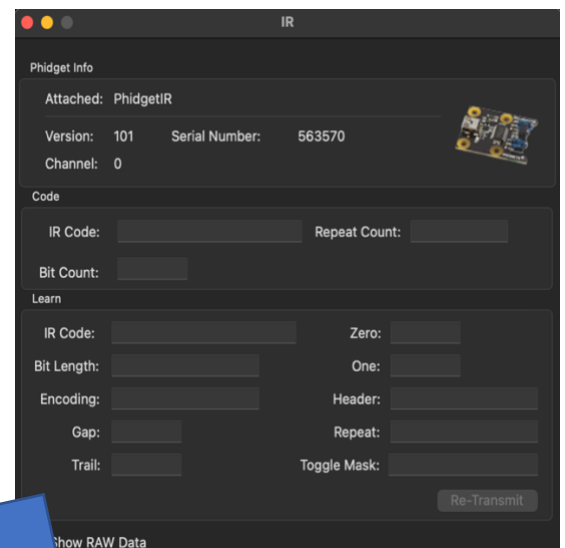 IR
Phidget Info
Attached: PhidgetIR
Version: 101 Serial Number: 563570
Channel: 0
Code
IR Code: Repeat Count:
Bit Count:
Learn
IR Code: Zero:
Bit Length: One:
Encoding: Header:
Gap: Repeat:
Trail: Toggle Mask:
Re-Transmit
Show RAW Data